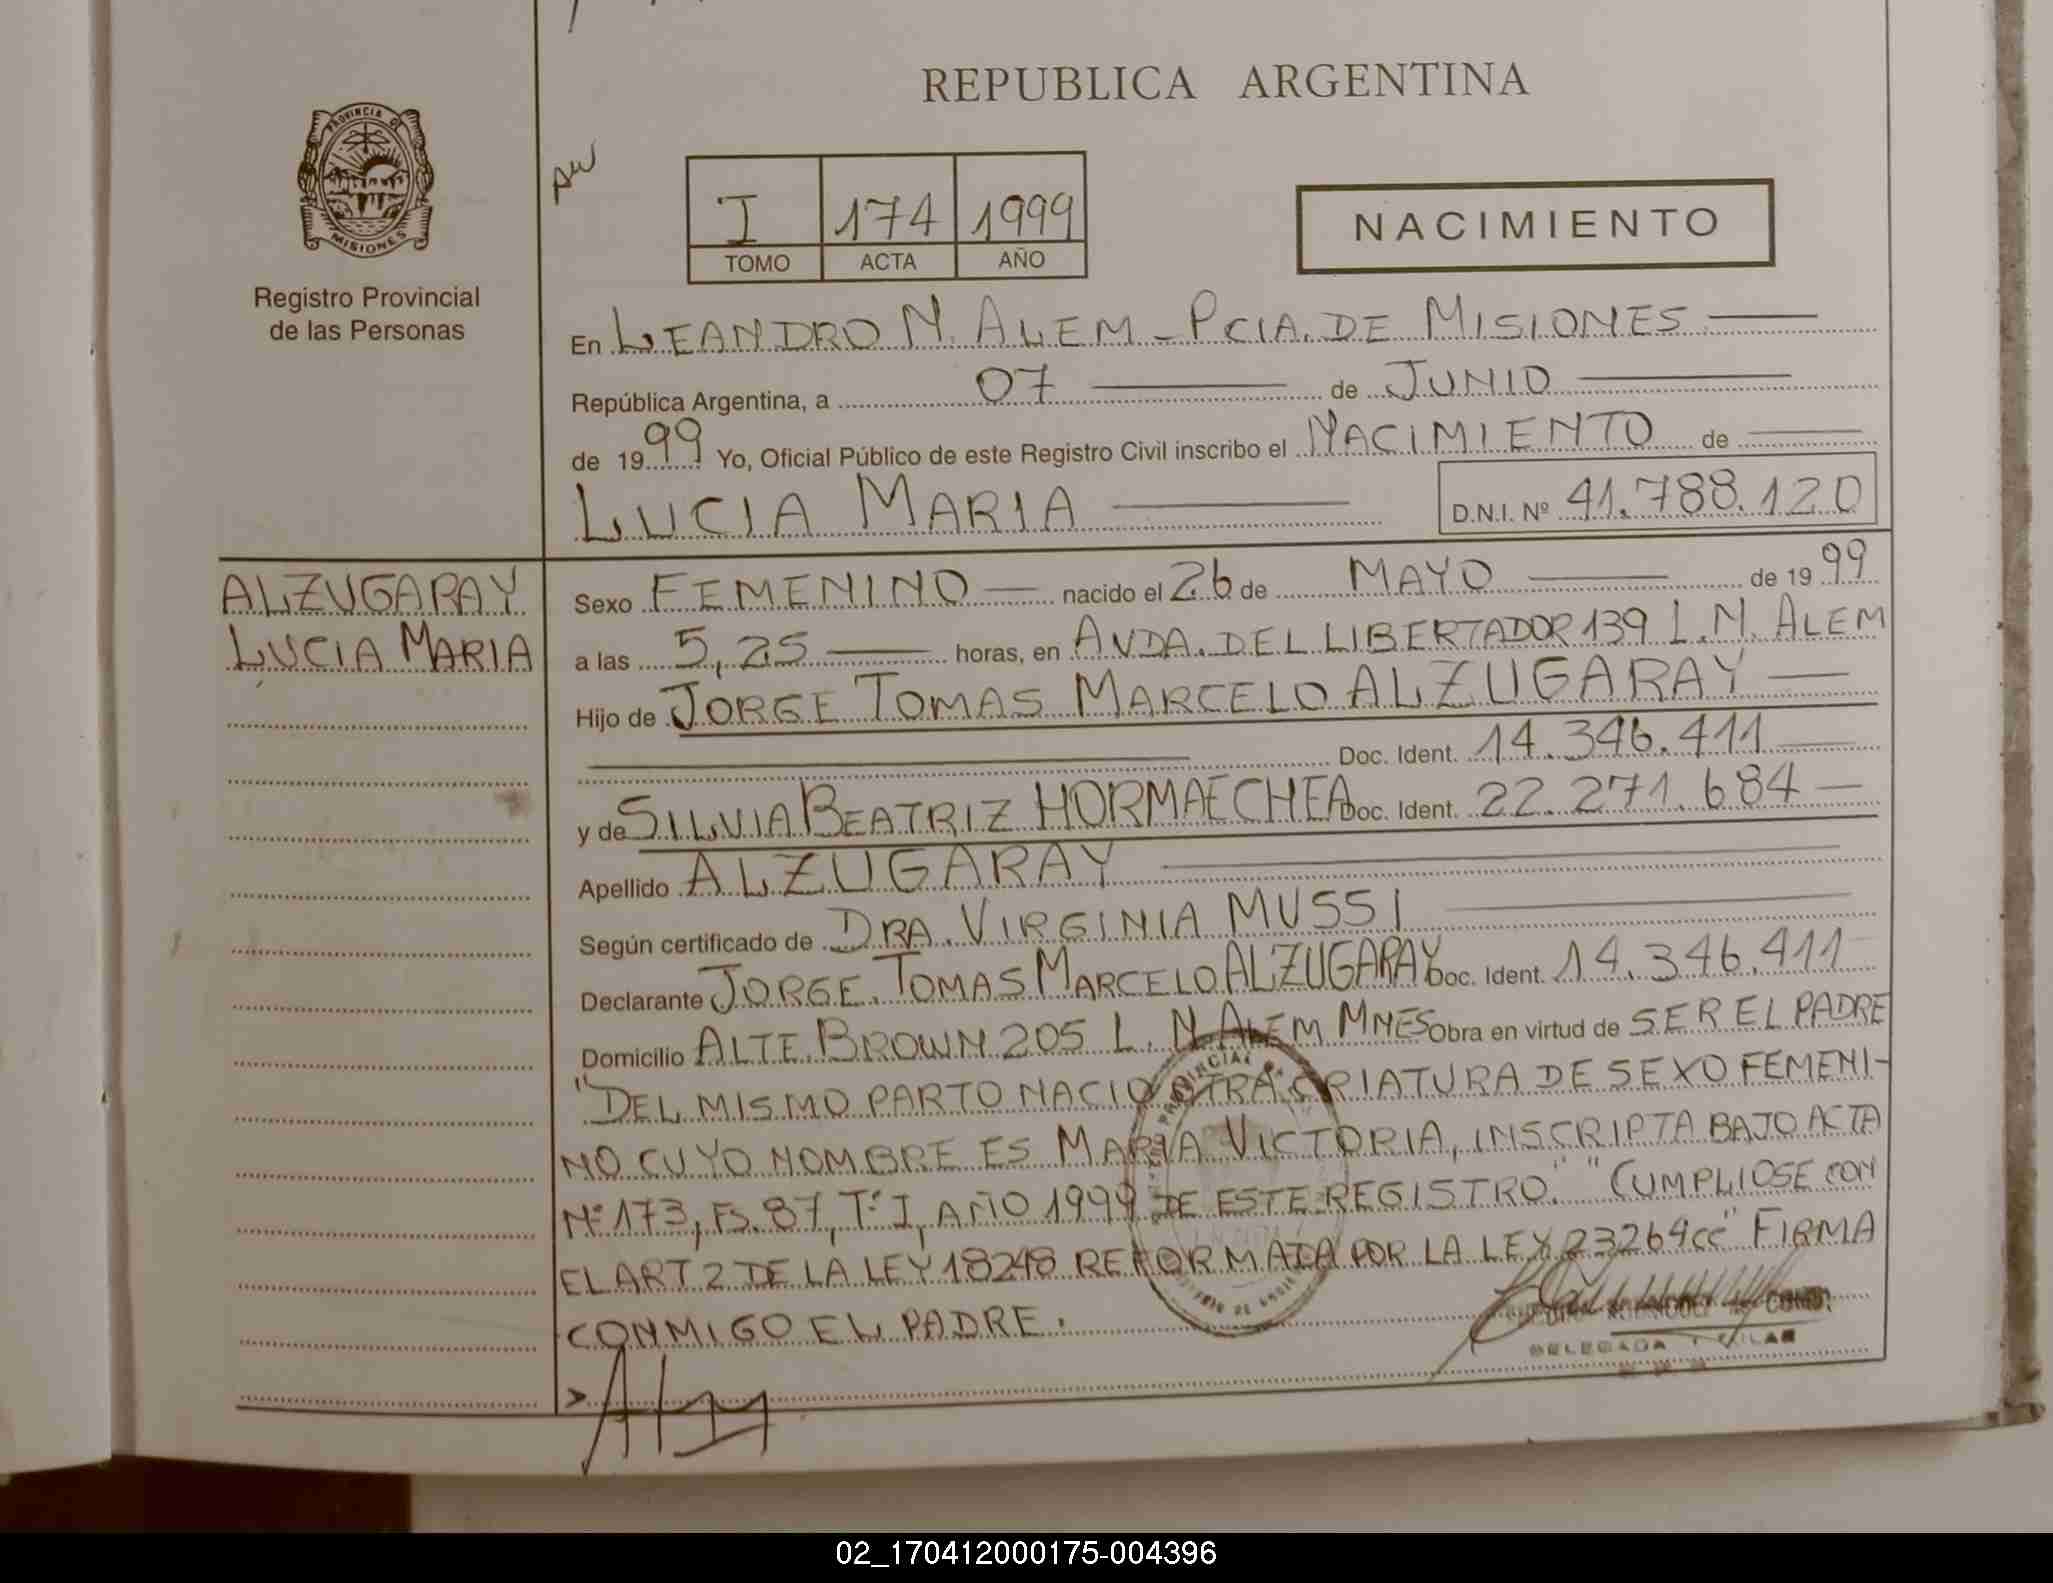 REPUBLICA ARGENTINA
PROVINCIA DE
MISIONES
Registro Provincial
de las Personas
I 174 1999
TOMO ACTA AÑO
NACIMIENTO
En LEANDRO N. ALEM - PCIA. DE MISIONES
República Argentina, a 07 de JUNIO
de 1999 Yo, Oficial Público de este Registro Civil inscribo el NACIMIENTO de
LUCIA MARIA D.N.I. Nº 41.788.120
ALZUGARAY
LUCIA MARIA
Sexo FEMENINO nacido el 26 de MAYO de 1999
a las 5,25 horas, en AVDA. DEL LIBERTADOR 139 L.N. ALEM
Hijo de JORGE TOMAS MARCELO ALZUGARAY
Doc. Ident. 14.346.411
y de SILVIA BEATRIZ HORMAECHEA Doc. Ident. 22.271.684
Apellido ALZUGARAY
Según certificado de DRA. VIRGINIA MUSSI
Declarante JORGE TOMAS MARCELO ALZUGARAY Doc. Ident. 14.346.411
Domicilio ALTE. BROWN 205 L. N. ALEM MNES Obra en virtud de SER EL PADRE
"DEL MISMO PARTO NACIO OTRA CRIATURA DE SEXO FEMENI-
NO CUYO NOMBRE ES MARIA VICTORIA, INSCRIPTA BAJO ACTA
Nº 173, FS. 87, Tº I, AÑO 1999 DE ESTE REGISTRO." "CUMPLIOSE CON
EL ART 2 DE LA LEY 18248 REFORMADA POR LA LEY 23264 cc" FIRMA
CONMIGO EL PADRE.
DELEGADA TITULAR
02_170412000175-004396